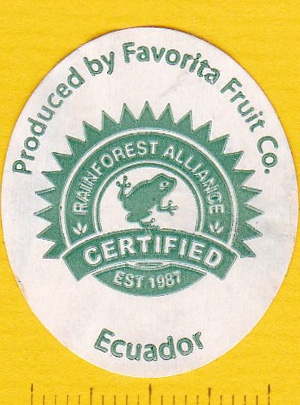 Produced by Favorita Fruit Co.
RAINFOREST ALLIANCE
CERTIFIED
EST 1987
Ecuador